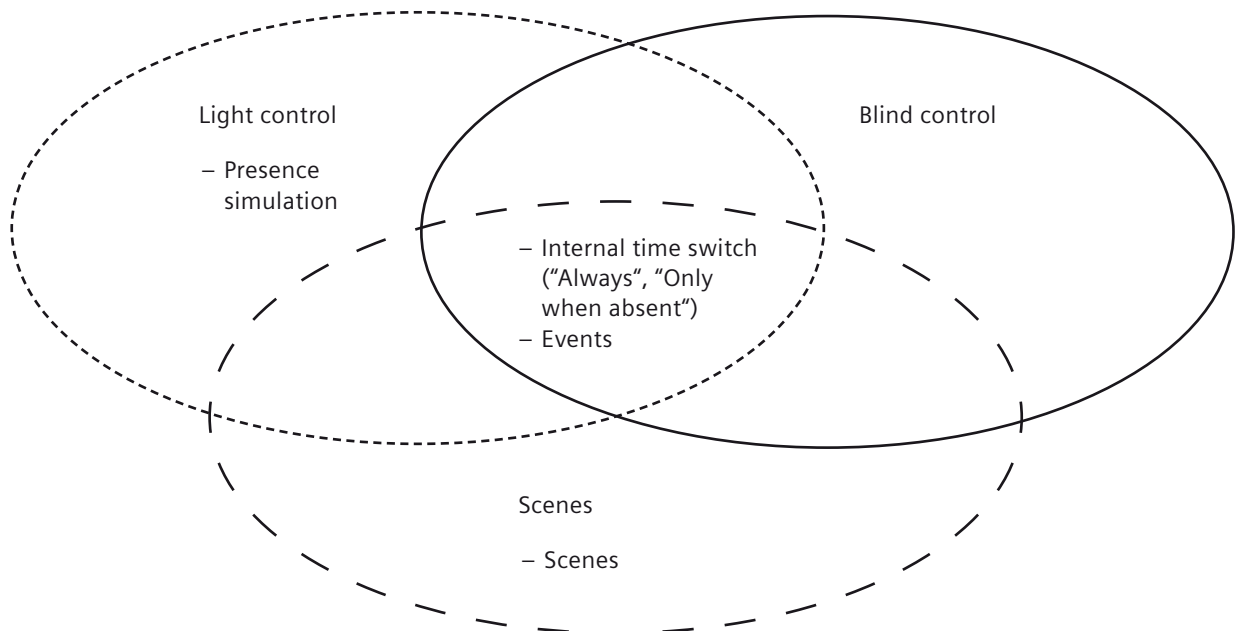 Light control
– Presence
simulation
Blind control
– Internal time switch
(“Always“, “Only
when absent“)
– Events
Scenes
– Scenes